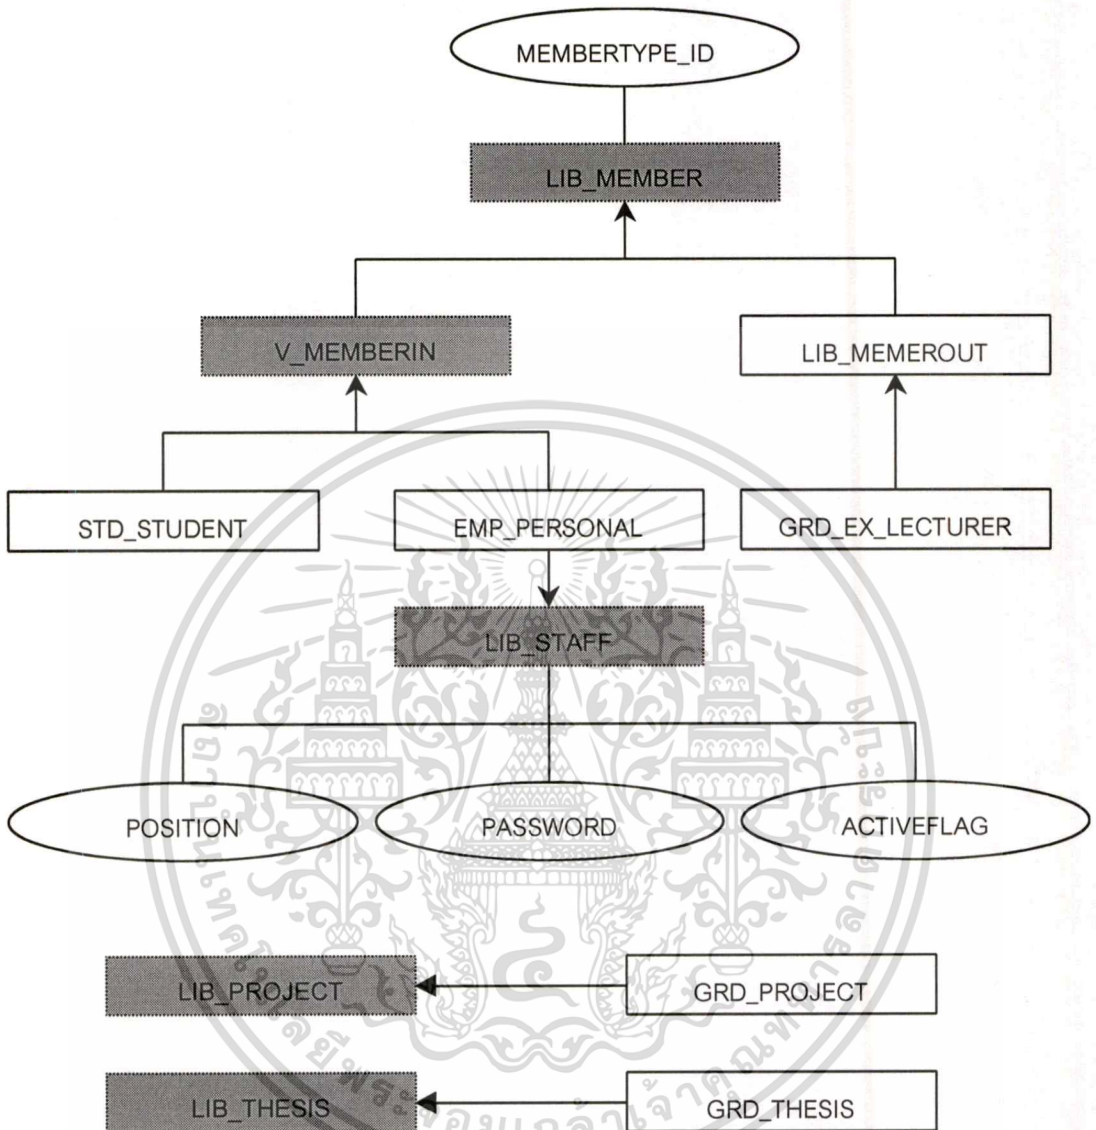 MEMBERTYPE_ID
LIB_MEMBER
V_MEMBERIN
LIB_MEMEROUT
STD_STUDENT
EMP_PERSONAL
GRD_EX_LECTURER
LIB_STAFF
POSITION
PASSWORD
ACTIVEFLAG
LIB_PROJECT
GRD_PROJECT
LIB_THESIS
GRD_THESIS